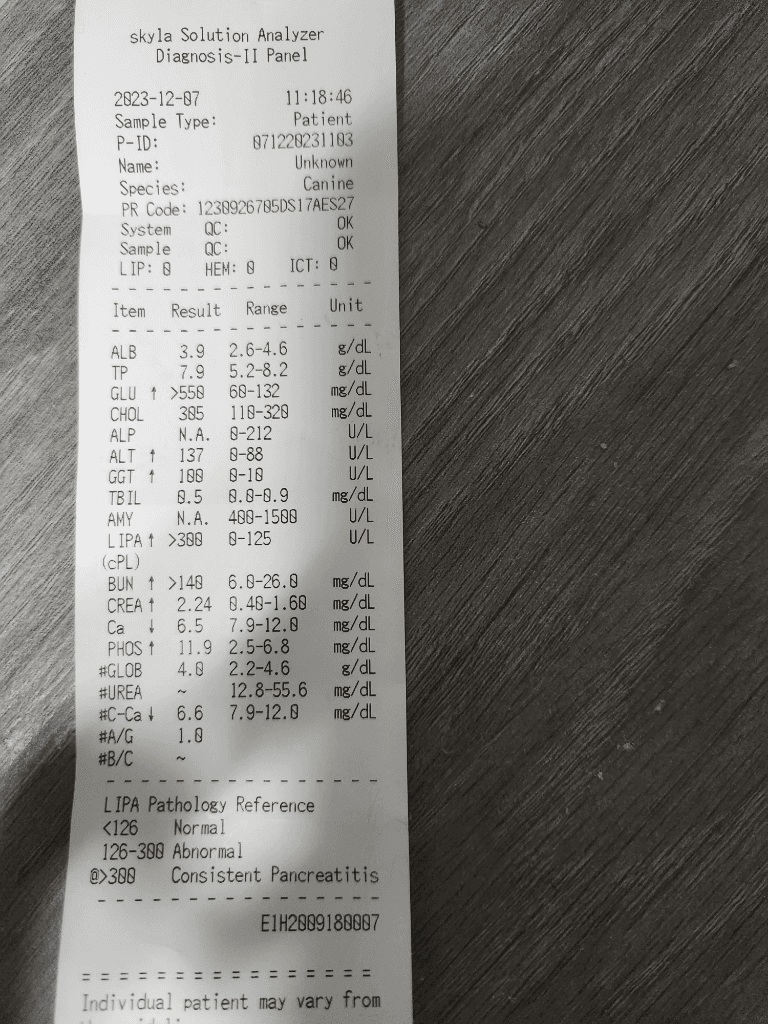 skyla Solution Analyzer
Diagnosis-II Panel
2023-12-07 11:18:46
Sample Type: Patient
P-ID: 071220231103
Name: Unknown
Species: Canine
PR Code: 1230926705DS17AES27
System QC: OK
Sample QC: OK
LIP: 0 HEM: 0 ICT: 0
- - - - - - - - - - - - - - -
Item Result Range Unit
- - - - - - - - - - - - - - -
ALB 3.9 2.6-4.6 g/dL
TP 7.9 5.2-8.2 g/dL
GLU ↑ >550 60-132 mg/dL
CHOL 305 110-320 mg/dL
ALP N.A. 0-212 U/L
ALT ↑ 137 0-88 U/L
GGT ↑ 100 0-10 U/L
TBIL 0.5 0.0-0.9 mg/dL
AMY N.A. 400-1500 U/L
LIPA↑ >300 0-125 U/L
(cPL)
BUN ↑ >140 6.0-26.0 mg/dL
CREA↑ 2.24 0.40-1.60 mg/dL
Ca ↓ 6.5 7.9-12.0 mg/dL
PHOS↑ 11.9 2.5-6.8 mg/dL
#GLOB 4.0 2.2-4.6 g/dL
#UREA ~ 12.8-55.6 mg/dL
#C-Ca↓ 6.6 7.9-12.0 mg/dL
#A/G 1.0
#B/C ~
- - - - - - - - - - - - - - -
LIPA Pathology Reference
<126 Normal
126-300 Abnormal
@>300 Consistent Pancreatitis
- - - - - - - - - - - - - - -
E1H2009180007
= = = = = = = = = = = = = = =
Individual patient may vary from